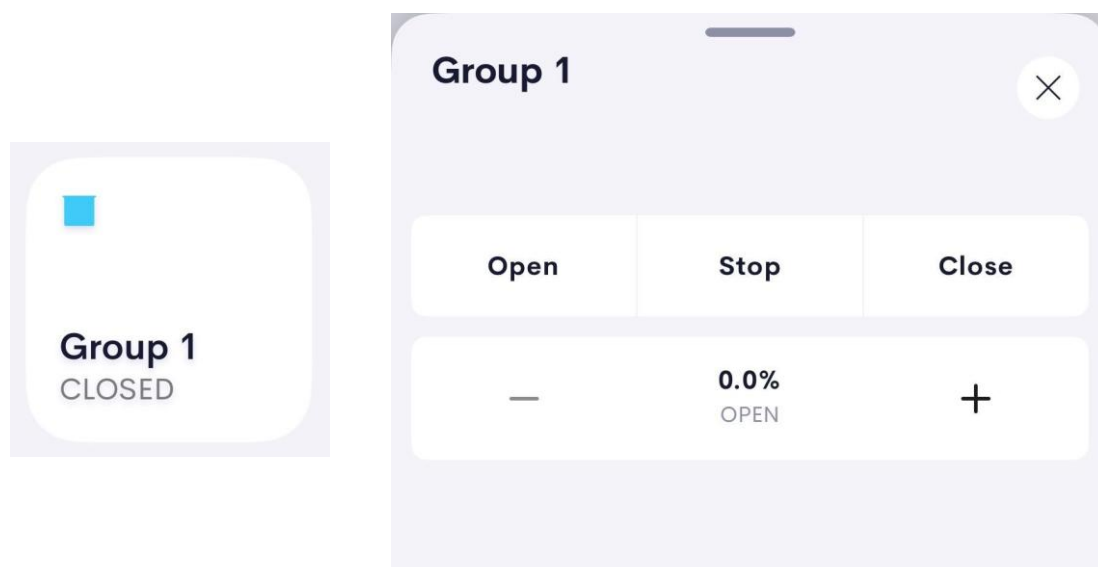 Group 1
CLOSED
Group 1
Open
Stop
Close
0.0%
OPEN